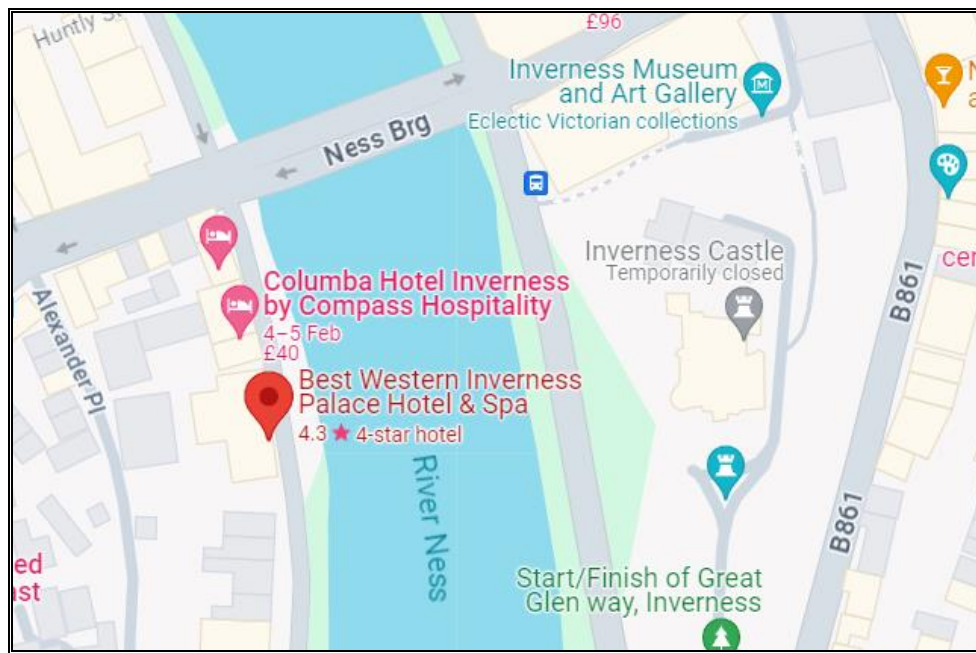 Huntly St
£96
Inverness Museum
and Art Gallery
Eclectic Victorian collections
Ness Brg
Inverness Castle
Temporarily closed
Columba Hotel Inverness
by Compass Hospitality
4–5 Feb
£40
Alexander Pl
B861
Best Western Inverness
Palace Hotel & Spa
4.3 ★ 4-star hotel
River Ness
B861
Start/Finish of Great
Glen way, Inverness